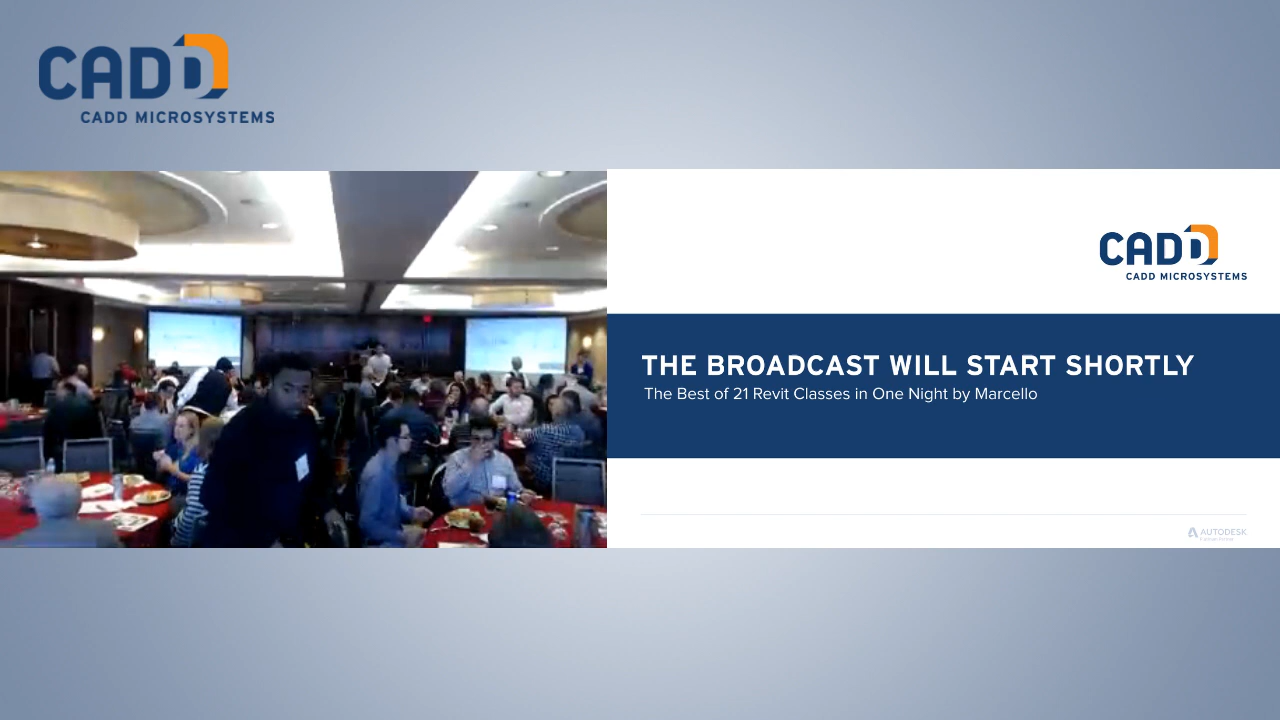 CADD
CADD MICROSYSTEMS
CADD
CADD MICROSYSTEMS
THE BROADCAST WILL START SHORTLY
The Best of 21 Revit Classes in One Night by Marcello
AUTODESK